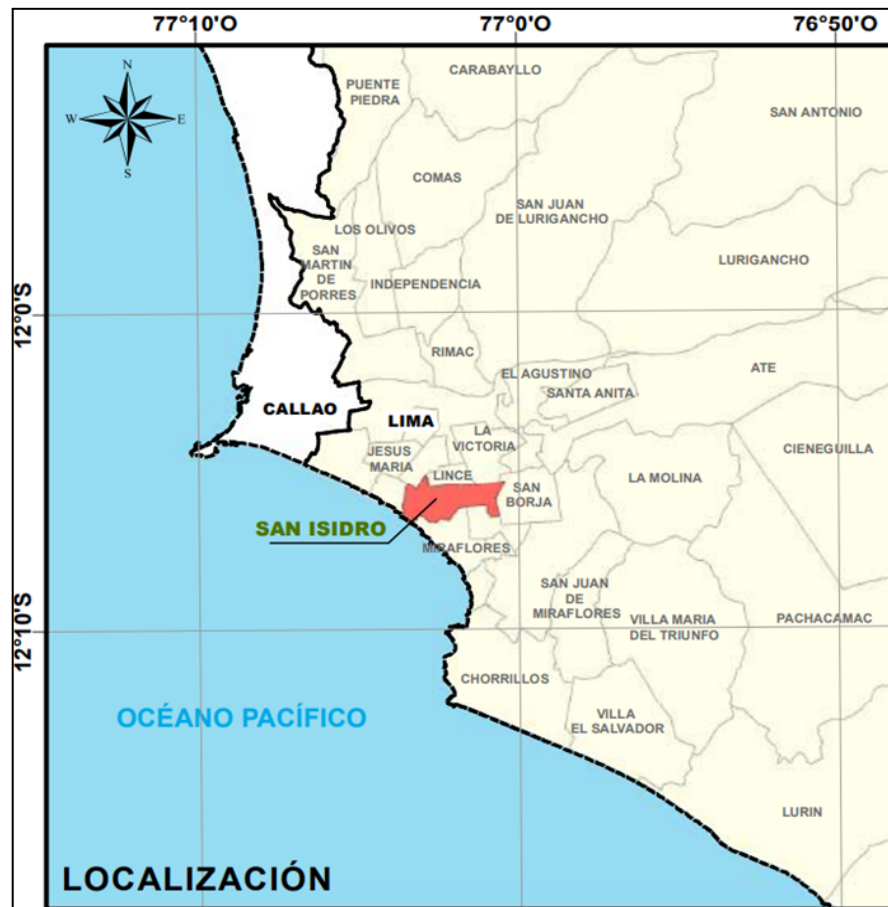 77°10'O
77°0'O
76°50'O
N
W
E
S
12°0'S
12°10'S
CARABAYLLO
PUENTE
PIEDRA
SAN ANTONIO
COMAS
SAN JUAN
DE LURIGANCHO
LOS OLIVOS
SAN
MARTIN
DE
PORRES
INDEPENDENCIA
LURIGANCHO
RIMAC
EL AGUSTINO
ATE
SANTA ANITA
CALLAO
LIMA
LA
VICTORIA
JESUS
MARIA
CIENEGUILLA
LINCE
SAN
BORJA
LA MOLINA
SAN ISIDRO
MIRAFLORES
SAN JUAN
DE
MIRAFLORES
VILLA MARIA
DEL TRIUNFO
PACHACAMAC
CHORRILLOS
OCÉANO PACÍFICO
VILLA
EL SALVADOR
LURIN
LOCALIZACIÓN